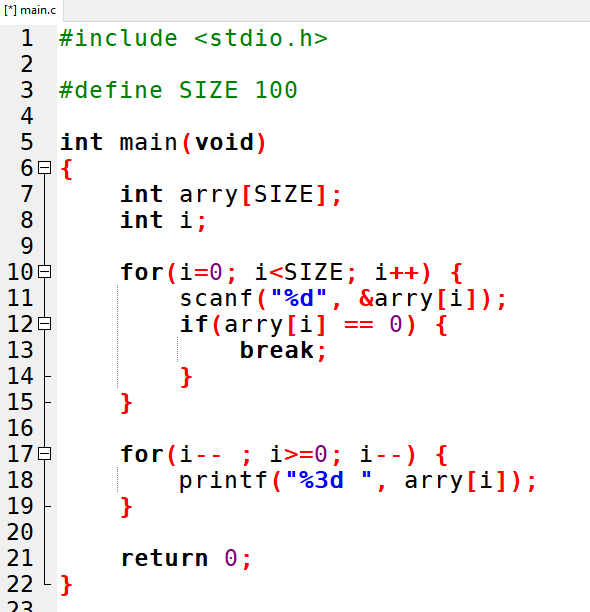 [*] main.c
1 #include <stdio.h>
2
3 #define SIZE 100
4
5 int main(void)
6 {
7 int arry[SIZE];
8 int i;
9
10 for(i=0; i<SIZE; i++) {
11 scanf("%d", &arry[i]);
12 if(arry[i] == 0) {
13 break;
14 }
15 }
16
17 for(i-- ; i>=0; i--) {
18 printf("%3d ", arry[i]);
19 }
20
21 return 0;
22 }
23